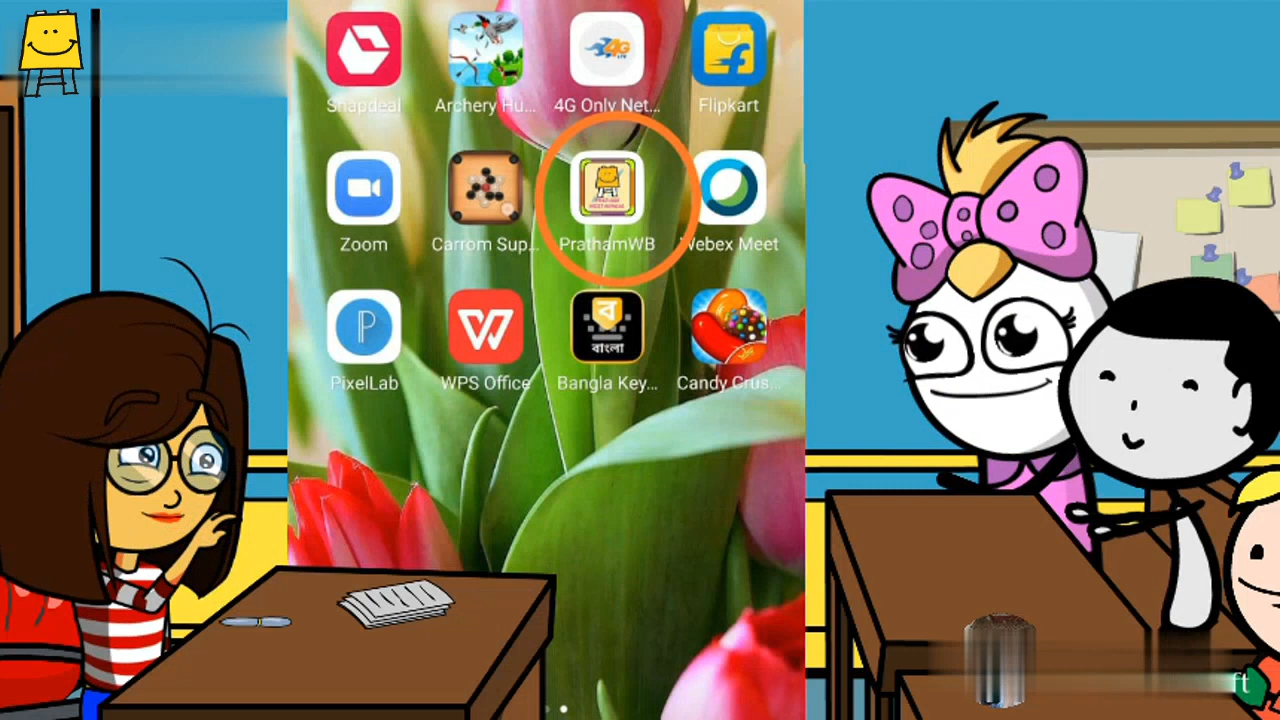 Snapdeal Archery Hu... 4G Only Net... Flipkart
Zoom Carrom Sup... PrathamWB Webex Meet
বাংলা
PixelLab WPS Office Bangla Key... Candy Crus...
ft